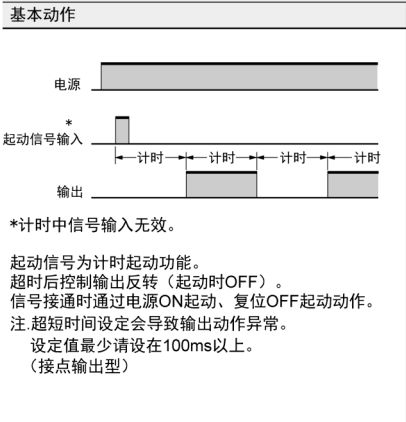 基本动作
电源
*
起动信号输入
计时 计时 计时 计时
输出
*计时中信号输入无效。
起动信号为计时起动功能。
超时后控制输出反转（起动时OFF）。
信号接通时通过电源ON起动、复位OFF起动动作。
注.超短时间设定会导致输出动作异常。
设定值最少请设在100ms以上。
（接点输出型）